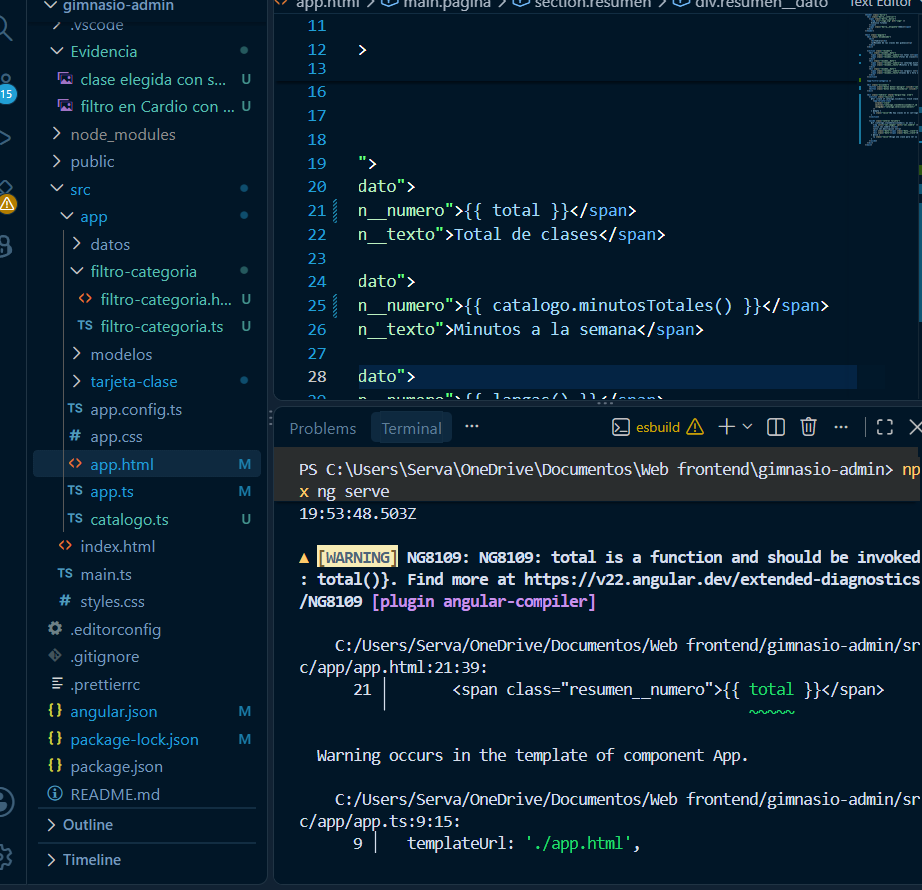 gimnasio-admin
.vscode
Evidencia
clase elegida con s... U
filtro en Cardio con ... U
node_modules
public
src
app
datos
filtro-categoria
filtro-categoria.h... U
TS filtro-categoria.ts U
modelos
tarjeta-clase
TS app.config.ts
# app.css
app.html M
TS app.ts M
TS catalogo.ts U
index.html
TS main.ts
# styles.css
.editorconfig
.gitignore
.prettierrc
{} angular.json M
{} package-lock.json M
{} package.json
README.md
Outline
Timeline
15
app.html > main.pagina > section.resumen > div.resumen__dato Text Editor
11
12 >
13
16
17
18
19 ">
20 dato">
21 n__numero">{{ total }}</span>
22 n__texto">Total de clases</span>
23
24 dato">
25 n__numero">{{ catalogo.minutosTotales() }}</span>
26 n__texto">Minutos a la semana</span>
27
28 dato">
29 n__numero">{{ largas() }}</span>
Problems Terminal ... esbuild
PS C:\Users\Serva\OneDrive\Documentos\Web frontend\gimnasio-admin> np
x ng serve
19:53:48.503Z
▲ [WARNING] NG8109: NG8109: total is a function and should be invoked
: total()}. Find more at https://v22.angular.dev/extended-diagnostics
/NG8109 [plugin angular-compiler]
C:/Users/Serva/OneDrive/Documentos/Web frontend/gimnasio-admin/sr
c/app/app.html:21:39:
21 │ <span class="resumen__numero">{{ total }}</span>
~~~~~
Warning occurs in the template of component App.
C:/Users/Serva/OneDrive/Documentos/Web frontend/gimnasio-admin/sr
c/app/app.ts:9:15:
9 │ templateUrl: './app.html',